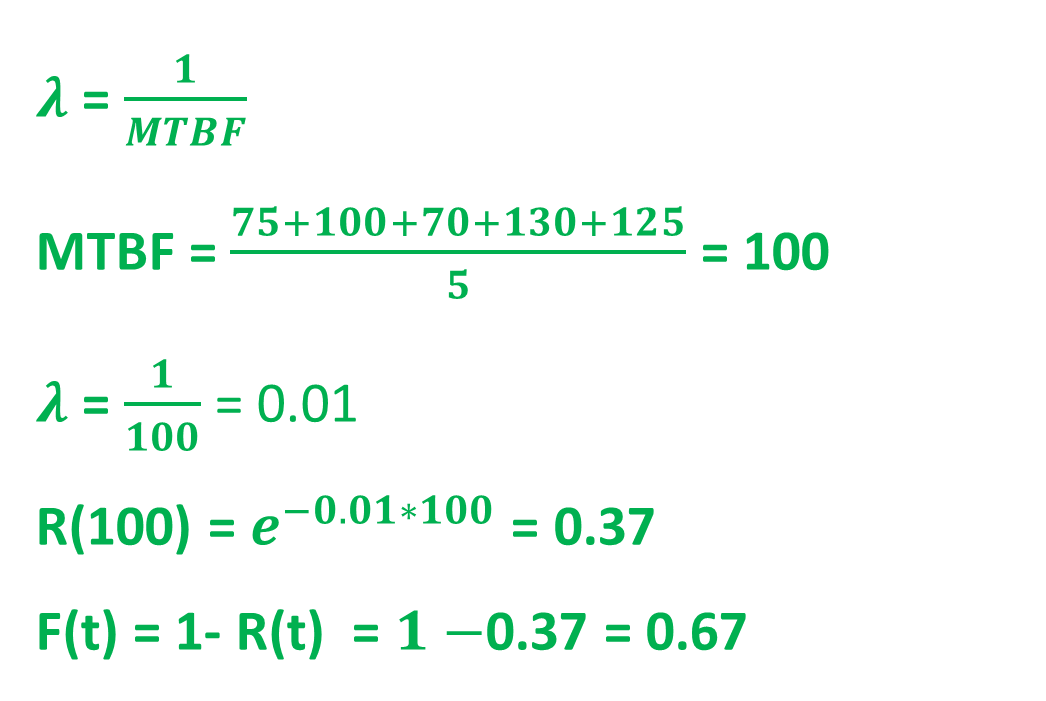 λ = 1/MTBF
MTBF = 75+100+70+130+125/5 = 100
λ = 1/100 = 0.01
R(100) = e^−0.01*100 = 0.37
F(t) = 1- R(t) = 1 −0.37 = 0.67